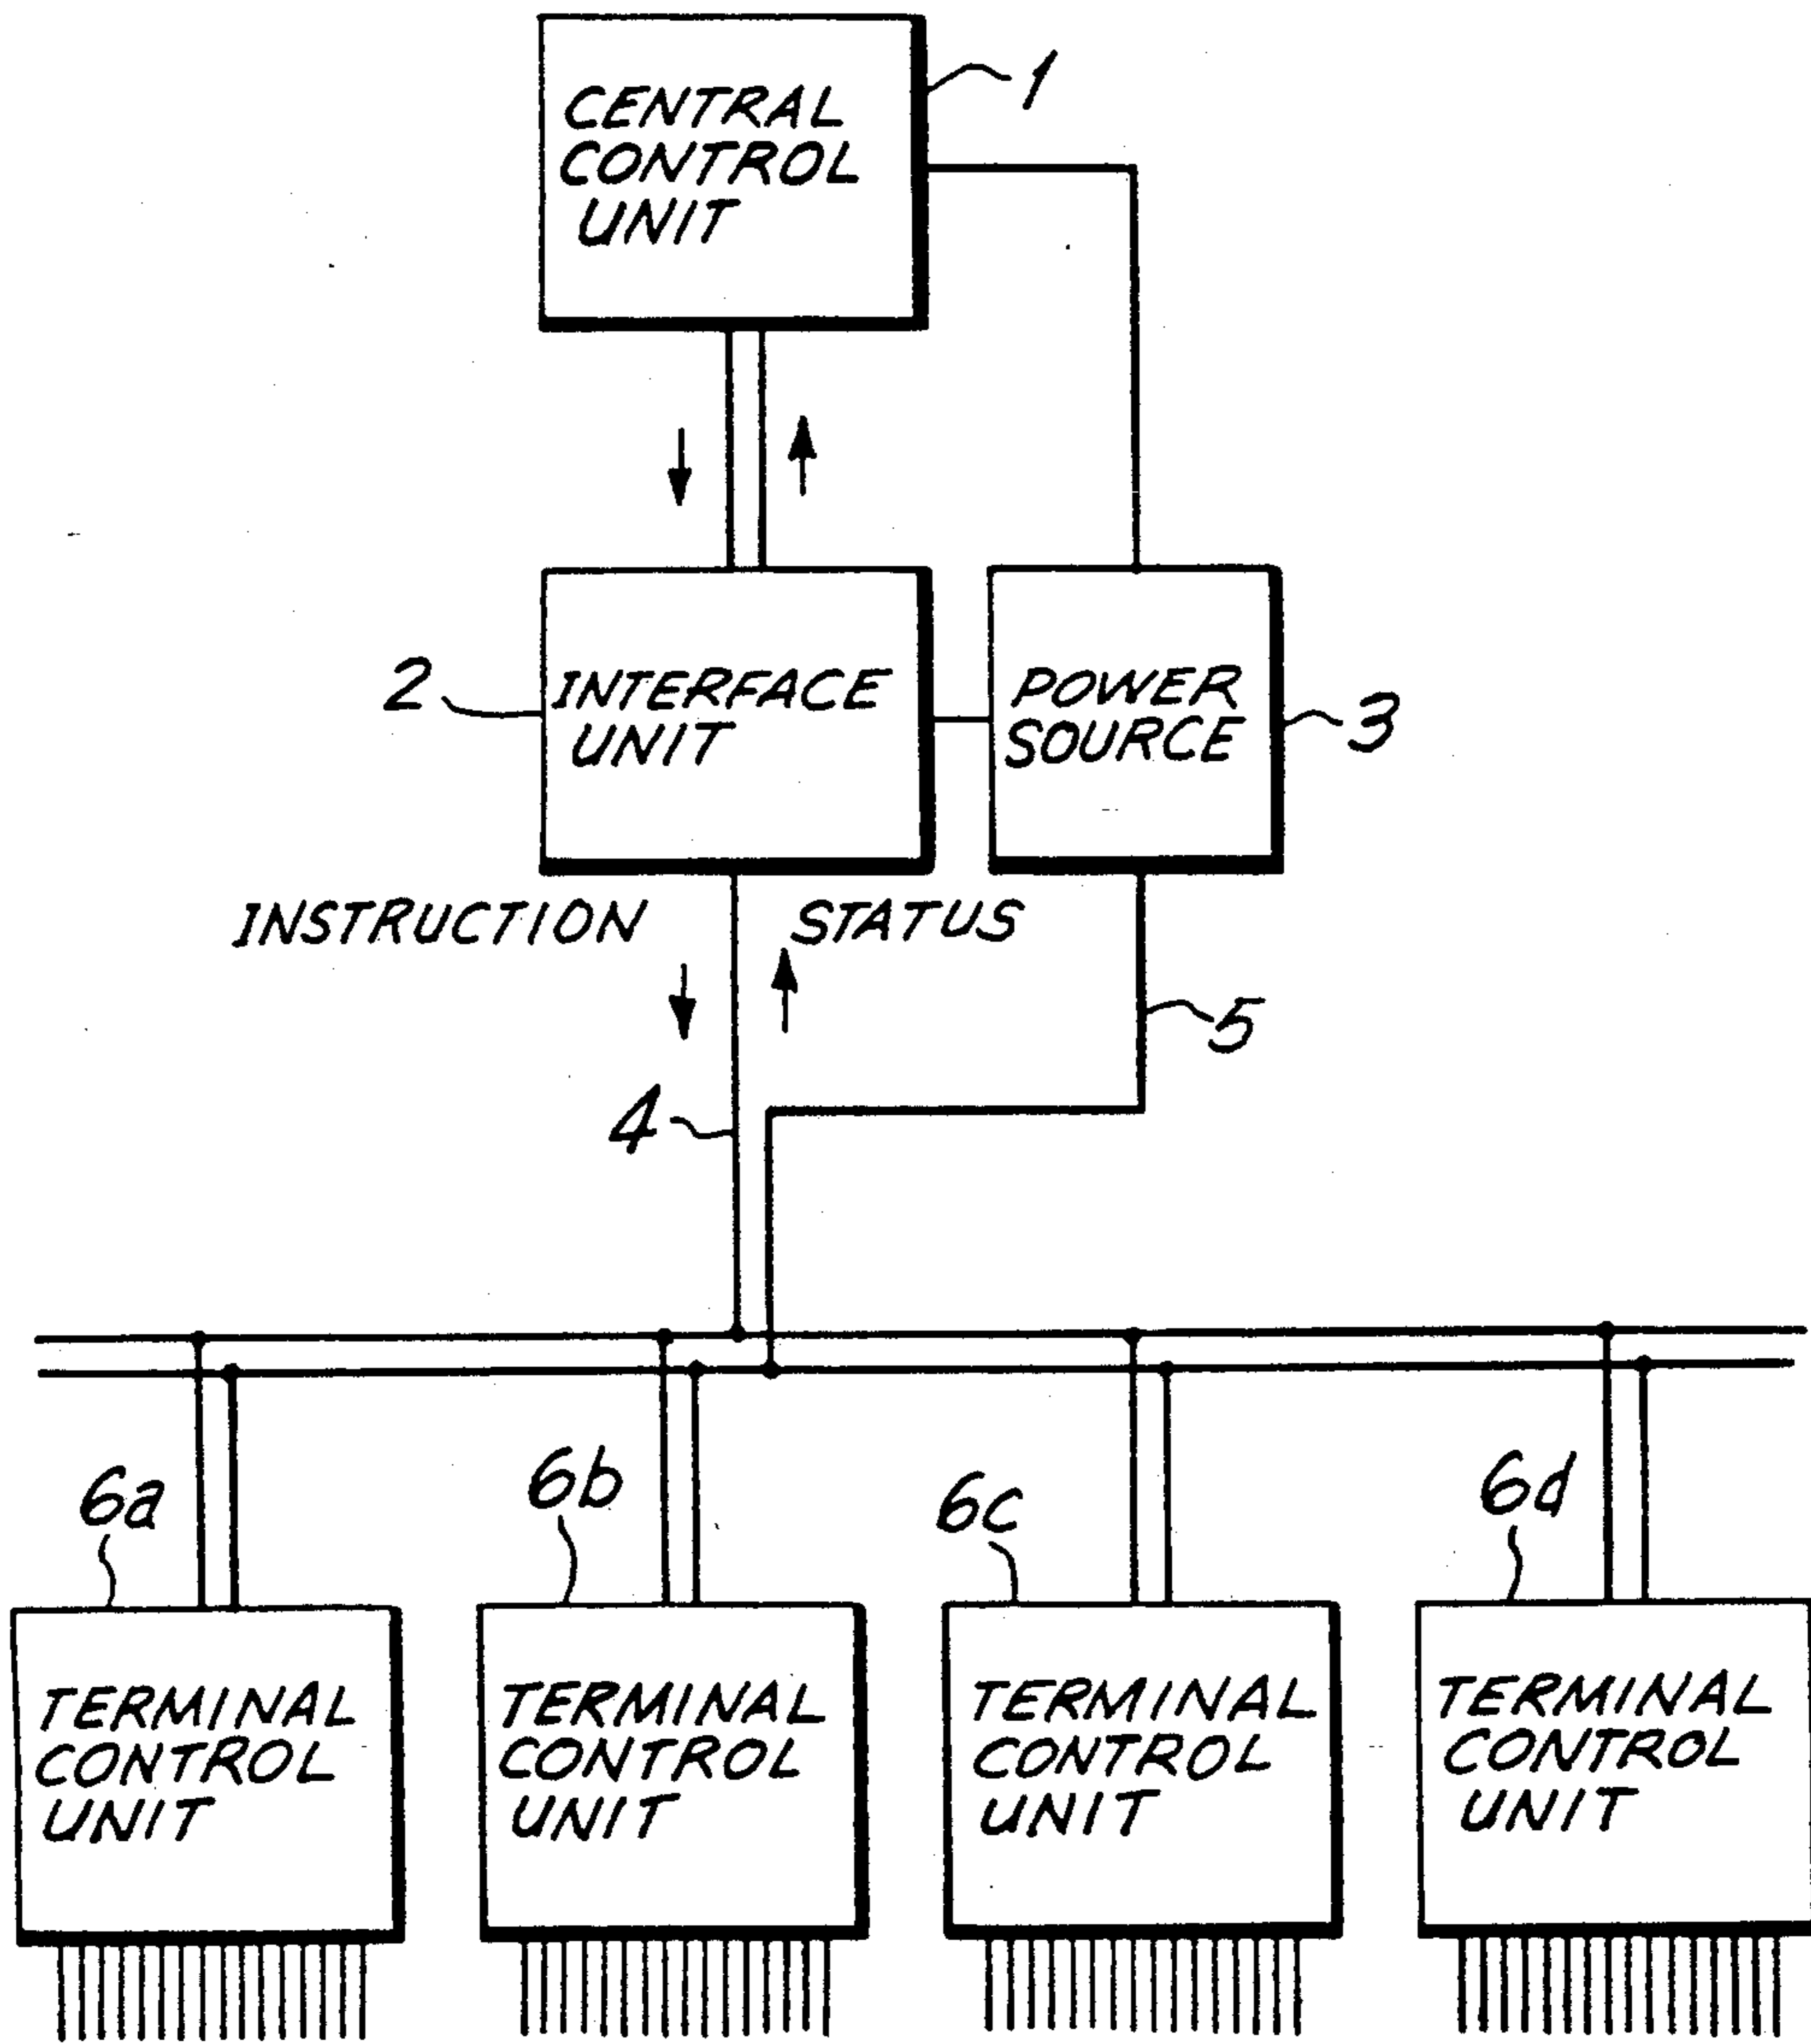 CENTRAL
CONTROL
UNIT
1
2
INTERFACE
UNIT
POWER
SOURCE
3
INSTRUCTION
STATUS
5
4
6a
6b
6c
6d
TERMINAL
CONTROL
UNIT
TERMINAL
CONTROL
UNIT
TERMINAL
CONTROL
UNIT
TERMINAL
CONTROL
UNIT